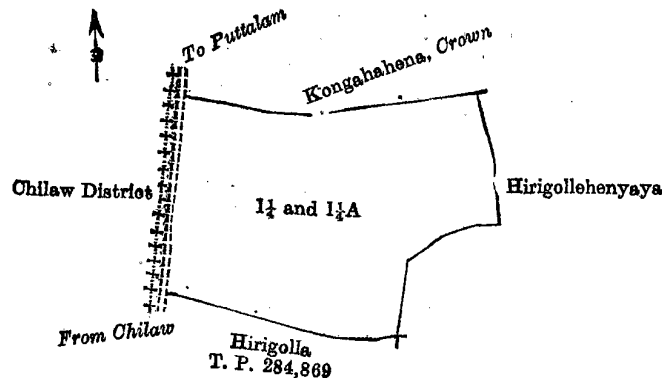 To Puttalam
Kongahahena, Crown
Chilaw District
1¼ and 1¼A
Hirigollehenyaya
From Chilaw
Hirigolla
T. P. 284,869